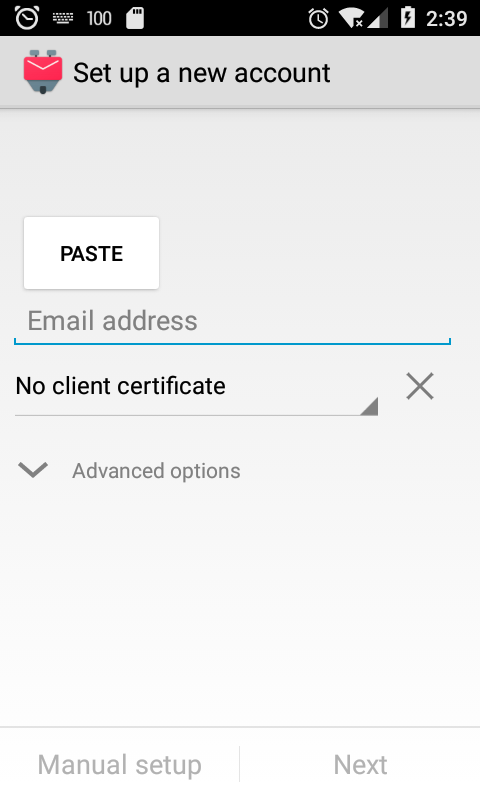 100 2:39
Set up a new account
PASTE
Email address
No client certificate
Advanced options
Manual setup Next